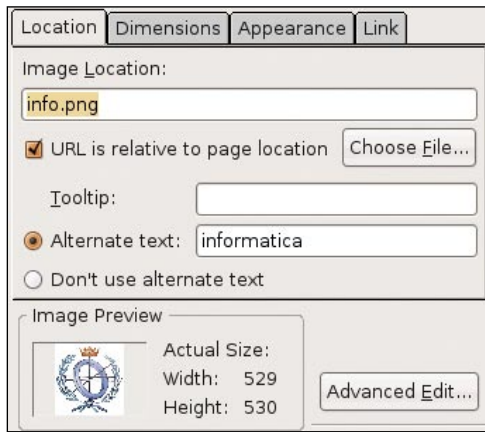 Location Dimensions Appearance Link
Image Location:
info.png
URL is relative to page location Choose File...
Tooltip:
Alternate text: informatica
Don't use alternate text
Image Preview
Actual Size:
Width: 529
Height: 530
Advanced Edit...